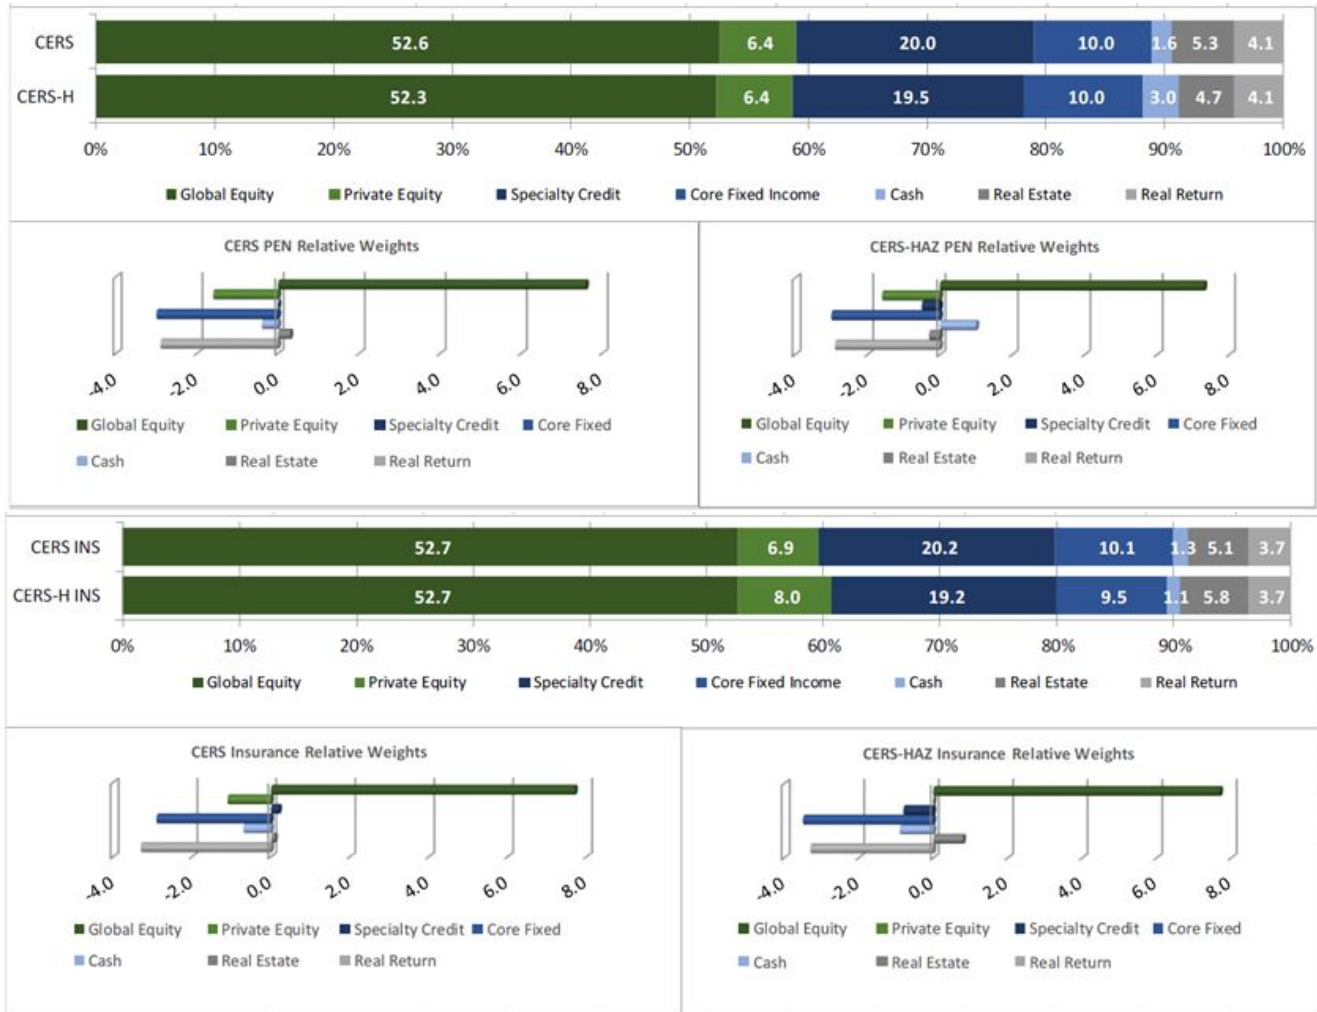 CERS
52.6 6.4 20.0 10.0 1.6 5.3 4.1
CERS-H
52.3 6.4 19.5 10.0 3.0 4.7 4.1
0% 10% 20% 30% 40% 50% 60% 70% 80% 90% 100%
Global Equity Private Equity Specialty Credit Core Fixed Income Cash Real Estate Real Return
CERS PEN Relative Weights
-4.0 -2.0 0.0 2.0 4.0 6.0 8.0
Global Equity Private Equity Specialty Credit Core Fixed
Cash Real Estate Real Return
CERS-HAZ PEN Relative Weights
-4.0 -2.0 0.0 2.0 4.0 6.0 8.0
Global Equity Private Equity Specialty Credit Core Fixed
Cash Real Estate Real Return
CERS INS
52.7 6.9 20.2 10.1 1.3 5.1 3.7
CERS-H INS
52.7 8.0 19.2 9.5 1.1 5.8 3.7
0% 10% 20% 30% 40% 50% 60% 70% 80% 90% 100%
Global Equity Private Equity Specialty Credit Core Fixed Income Cash Real Estate Real Return
CERS Insurance Relative Weights
-4.0 -2.0 0.0 2.0 4.0 6.0 8.0
Global Equity Private Equity Specialty Credit Core Fixed
Cash Real Estate Real Return
CERS-HAZ Insurance Relative Weights
-4.0 -2.0 0.0 2.0 4.0 6.0 8.0
Global Equity Private Equity Specialty Credit Core Fixed
Cash Real Estate Real Return